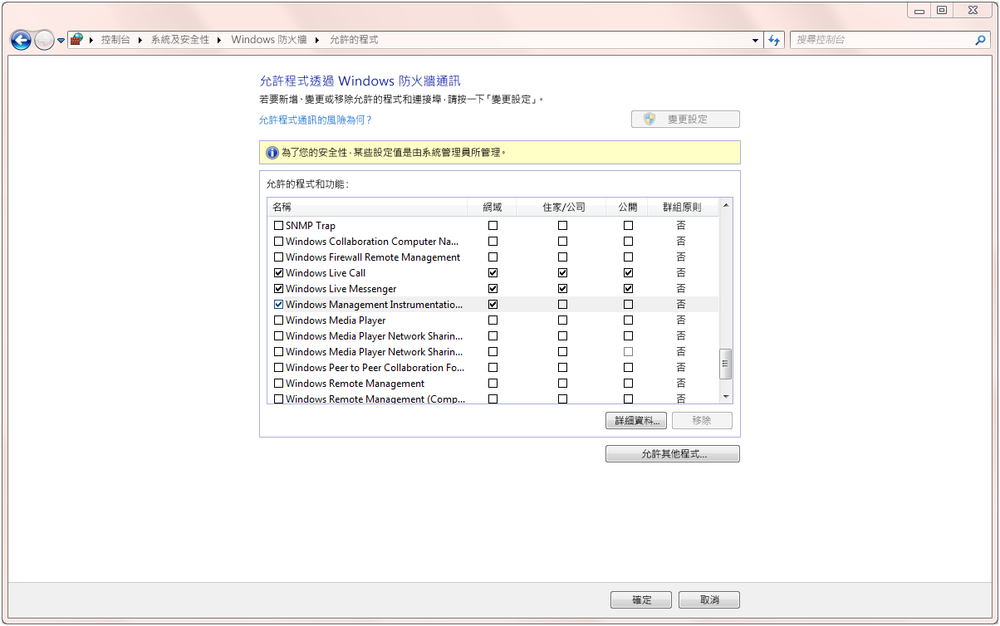 控制台 ▸ 系統及安全性 ▸ Windows 防火牆 ▸ 允許的程式
搜尋控制台
允許程式透過 Windows 防火牆通訊
若要新增、變更或移除允許的程式和連接埠，請按一下「變更設定」。
允許程式通訊的風險為何？
變更設定
為了您的安全性，某些設定值是由系統管理員所管理。
允許的程式和功能:
名稱 網域 住家/公司 公開 群組原則
SNMP Trap 否
Windows Collaboration Computer Na... 否
Windows Firewall Remote Management 否
Windows Live Call 否
Windows Live Messenger 否
Windows Management Instrumentatio... 否
Windows Media Player 否
Windows Media Player Network Sharin... 否
Windows Media Player Network Sharin... 否
Windows Peer to Peer Collaboration Fo... 否
Windows Remote Management 否
Windows Remote Management (Comp... 否
詳細資料... 移除
允許其他程式...
確定 取消